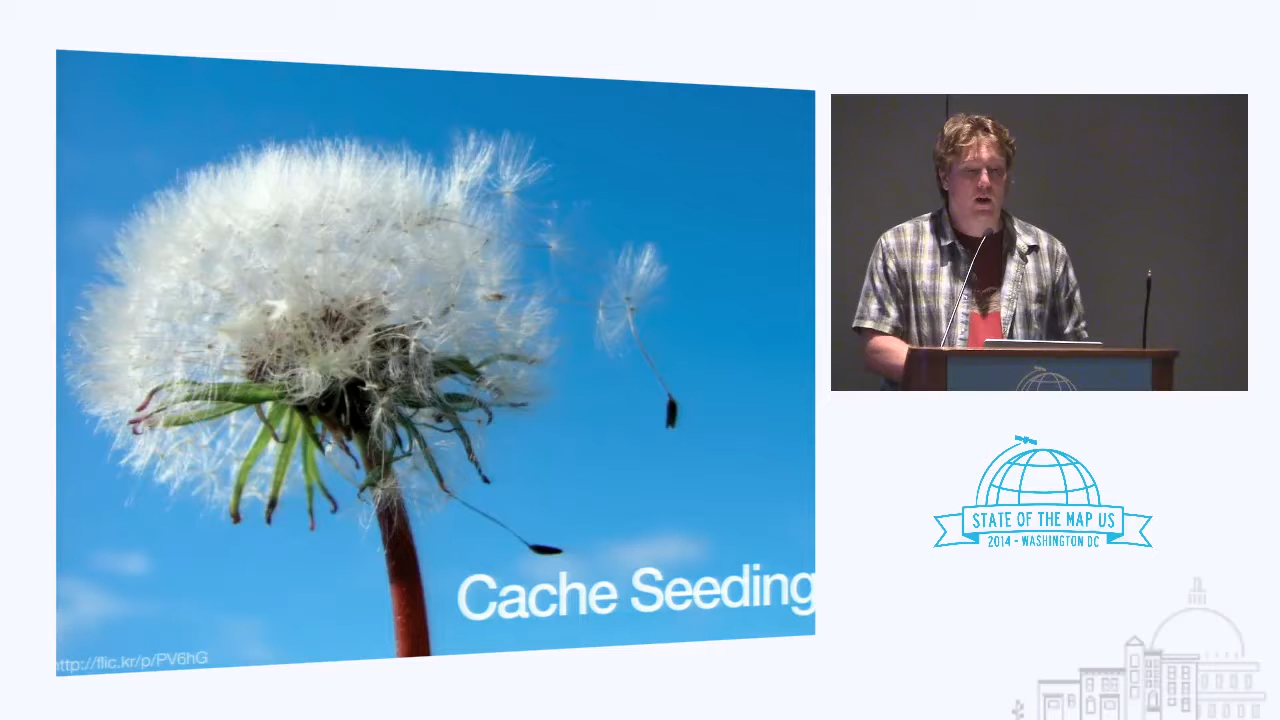 Cache Seeding
http://flic.kr/p/PV6hG
STATE OF THE MAP US
2014 - WASHINGTON DC